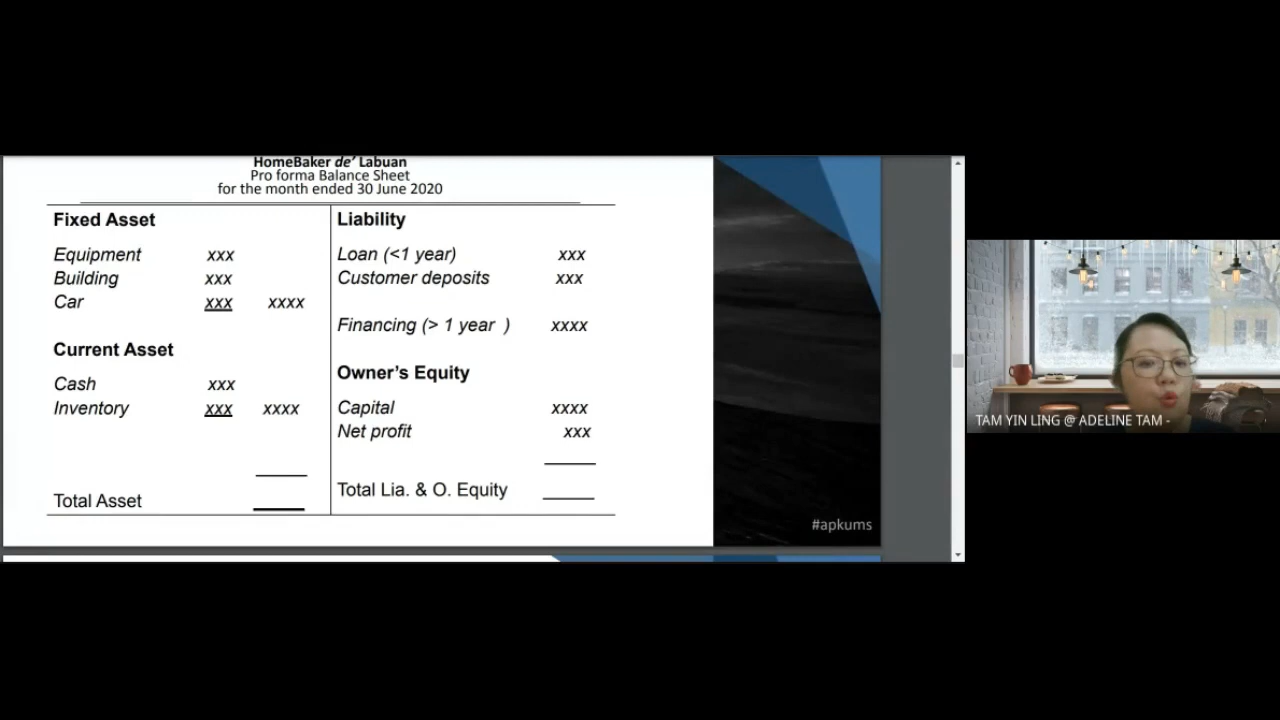 HomeBaker de' Labuan
Pro forma Balance Sheet
for the month ended 30 June 2020
Fixed Asset
Equipment xxx
Building xxx
Car xxx xxxx
Current Asset
Cash xxx
Inventory xxx xxxx
Total Asset
Liability
Loan (<1 year) xxx
Customer deposits xxx
Financing (> 1 year ) xxxx
Owner's Equity
Capital xxxx
Net profit xxx
Total Lia. & O. Equity
#apkums
TAM YIN LING @ ADELINE TAM -